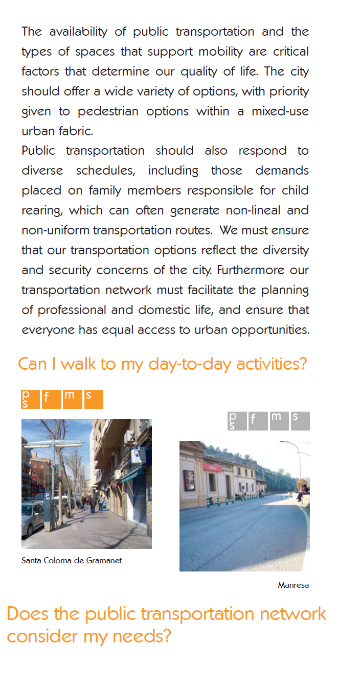 The availability of public transportation and the
types of spaces that support mobility are critical
factors that determine our quality of life. The city
should offer a wide variety of options, with priority
given to pedestrian options within a mixed-use
urban fabric.
Public transportation should also respond to
diverse schedules, including those demands
placed on family members responsible for child
rearing, which can often generate non-lineal and
non-uniform transportation routes. We must ensure
that our transportation options reflect the diversity
and security concerns of the city. Furthermore our
transportation network must facilitate the planning
of professional and domestic life, and ensure that
everyone has equal access to urban opportunities.
Can I walk to my day-to-day activities?
ps f m s
ps f m s
Santa Coloma de Gramanet
Manresa
Does the public transportation network
consider my needs?